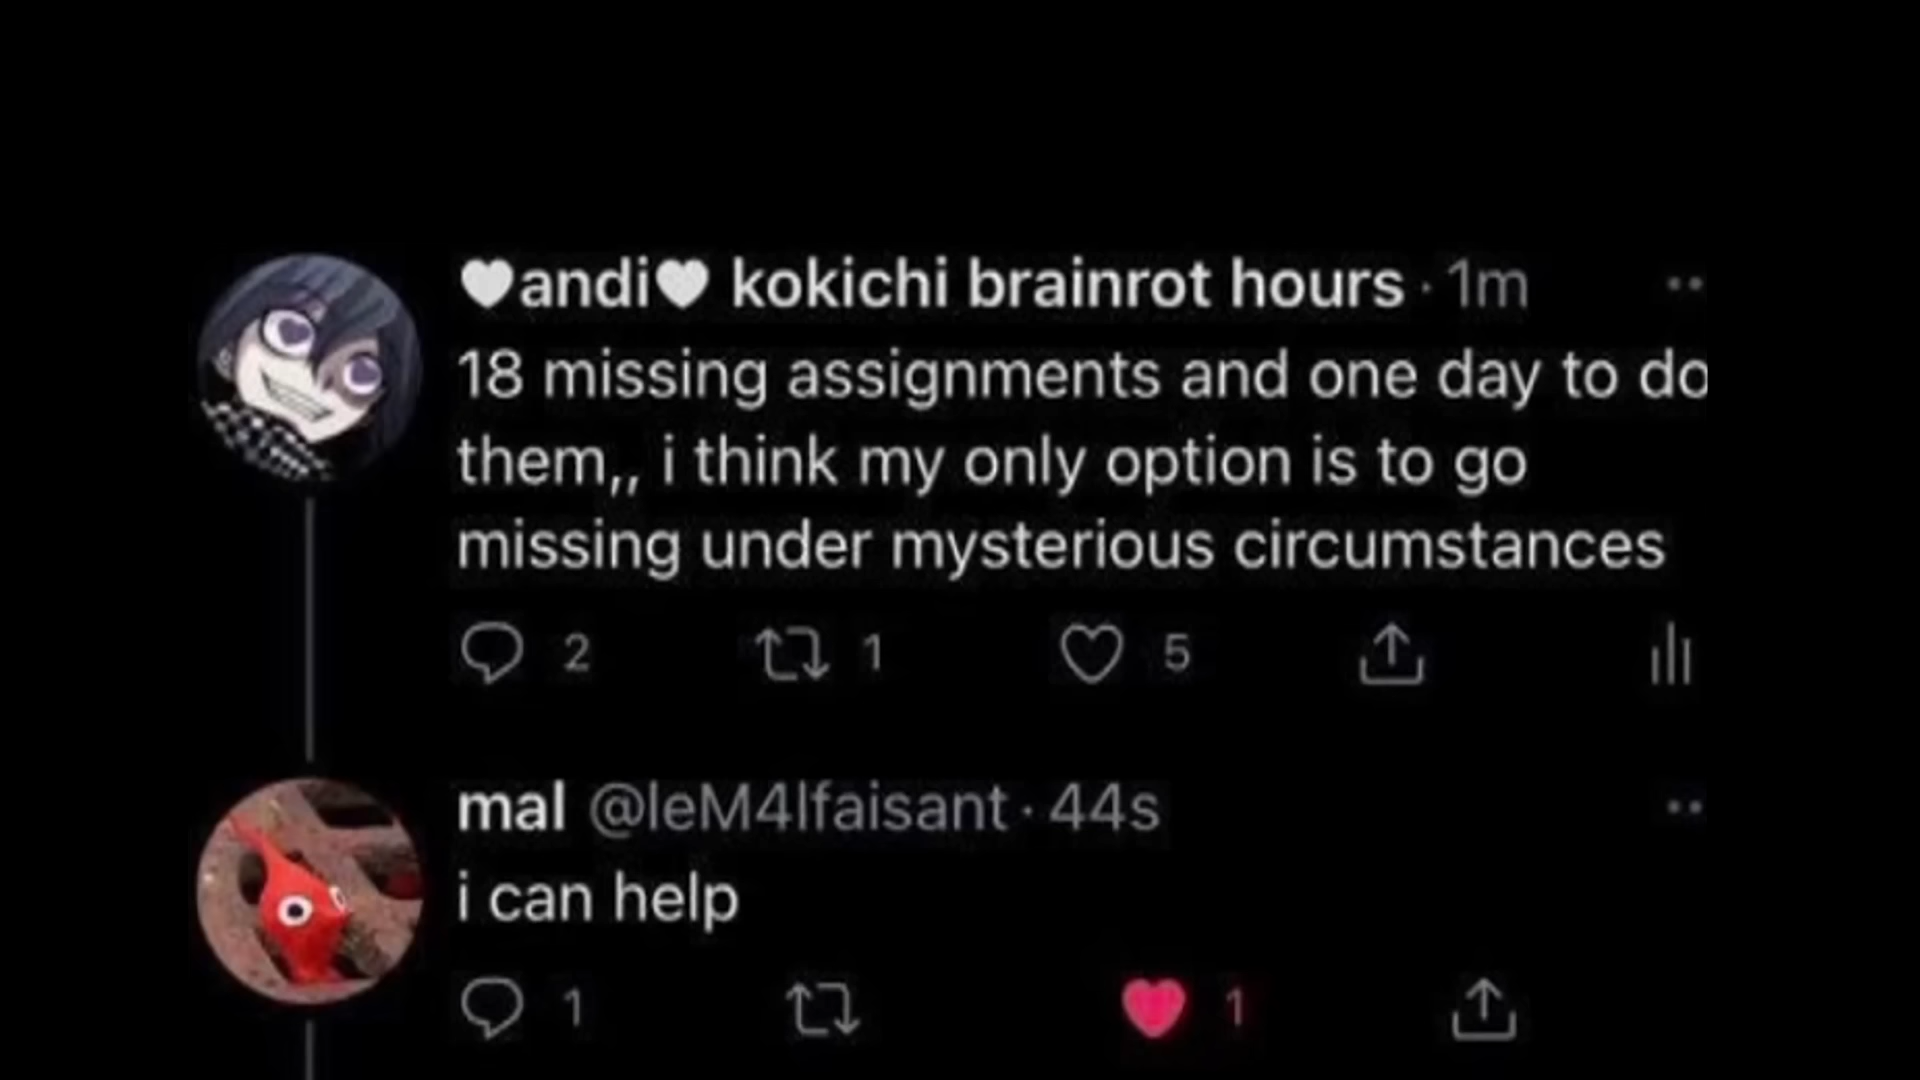 🤍andi🤍 kokichi brainrot hours · 1m
18 missing assignments and one day to do
them,, i think my only option is to go
missing under mysterious circumstances
2 1 5
mal @leM4lfaisant · 44s
i can help
1 1